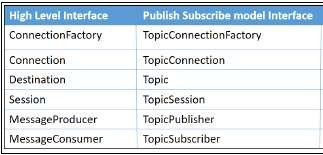 High Level Interface Publish Subscribe model Interface
ConnectionFactory TopicConnectionFactory
Connection TopicConnection
Destination Topic
Session TopicSession
MessageProducer TopicPublisher
MessageConsumer TopicSubscriber